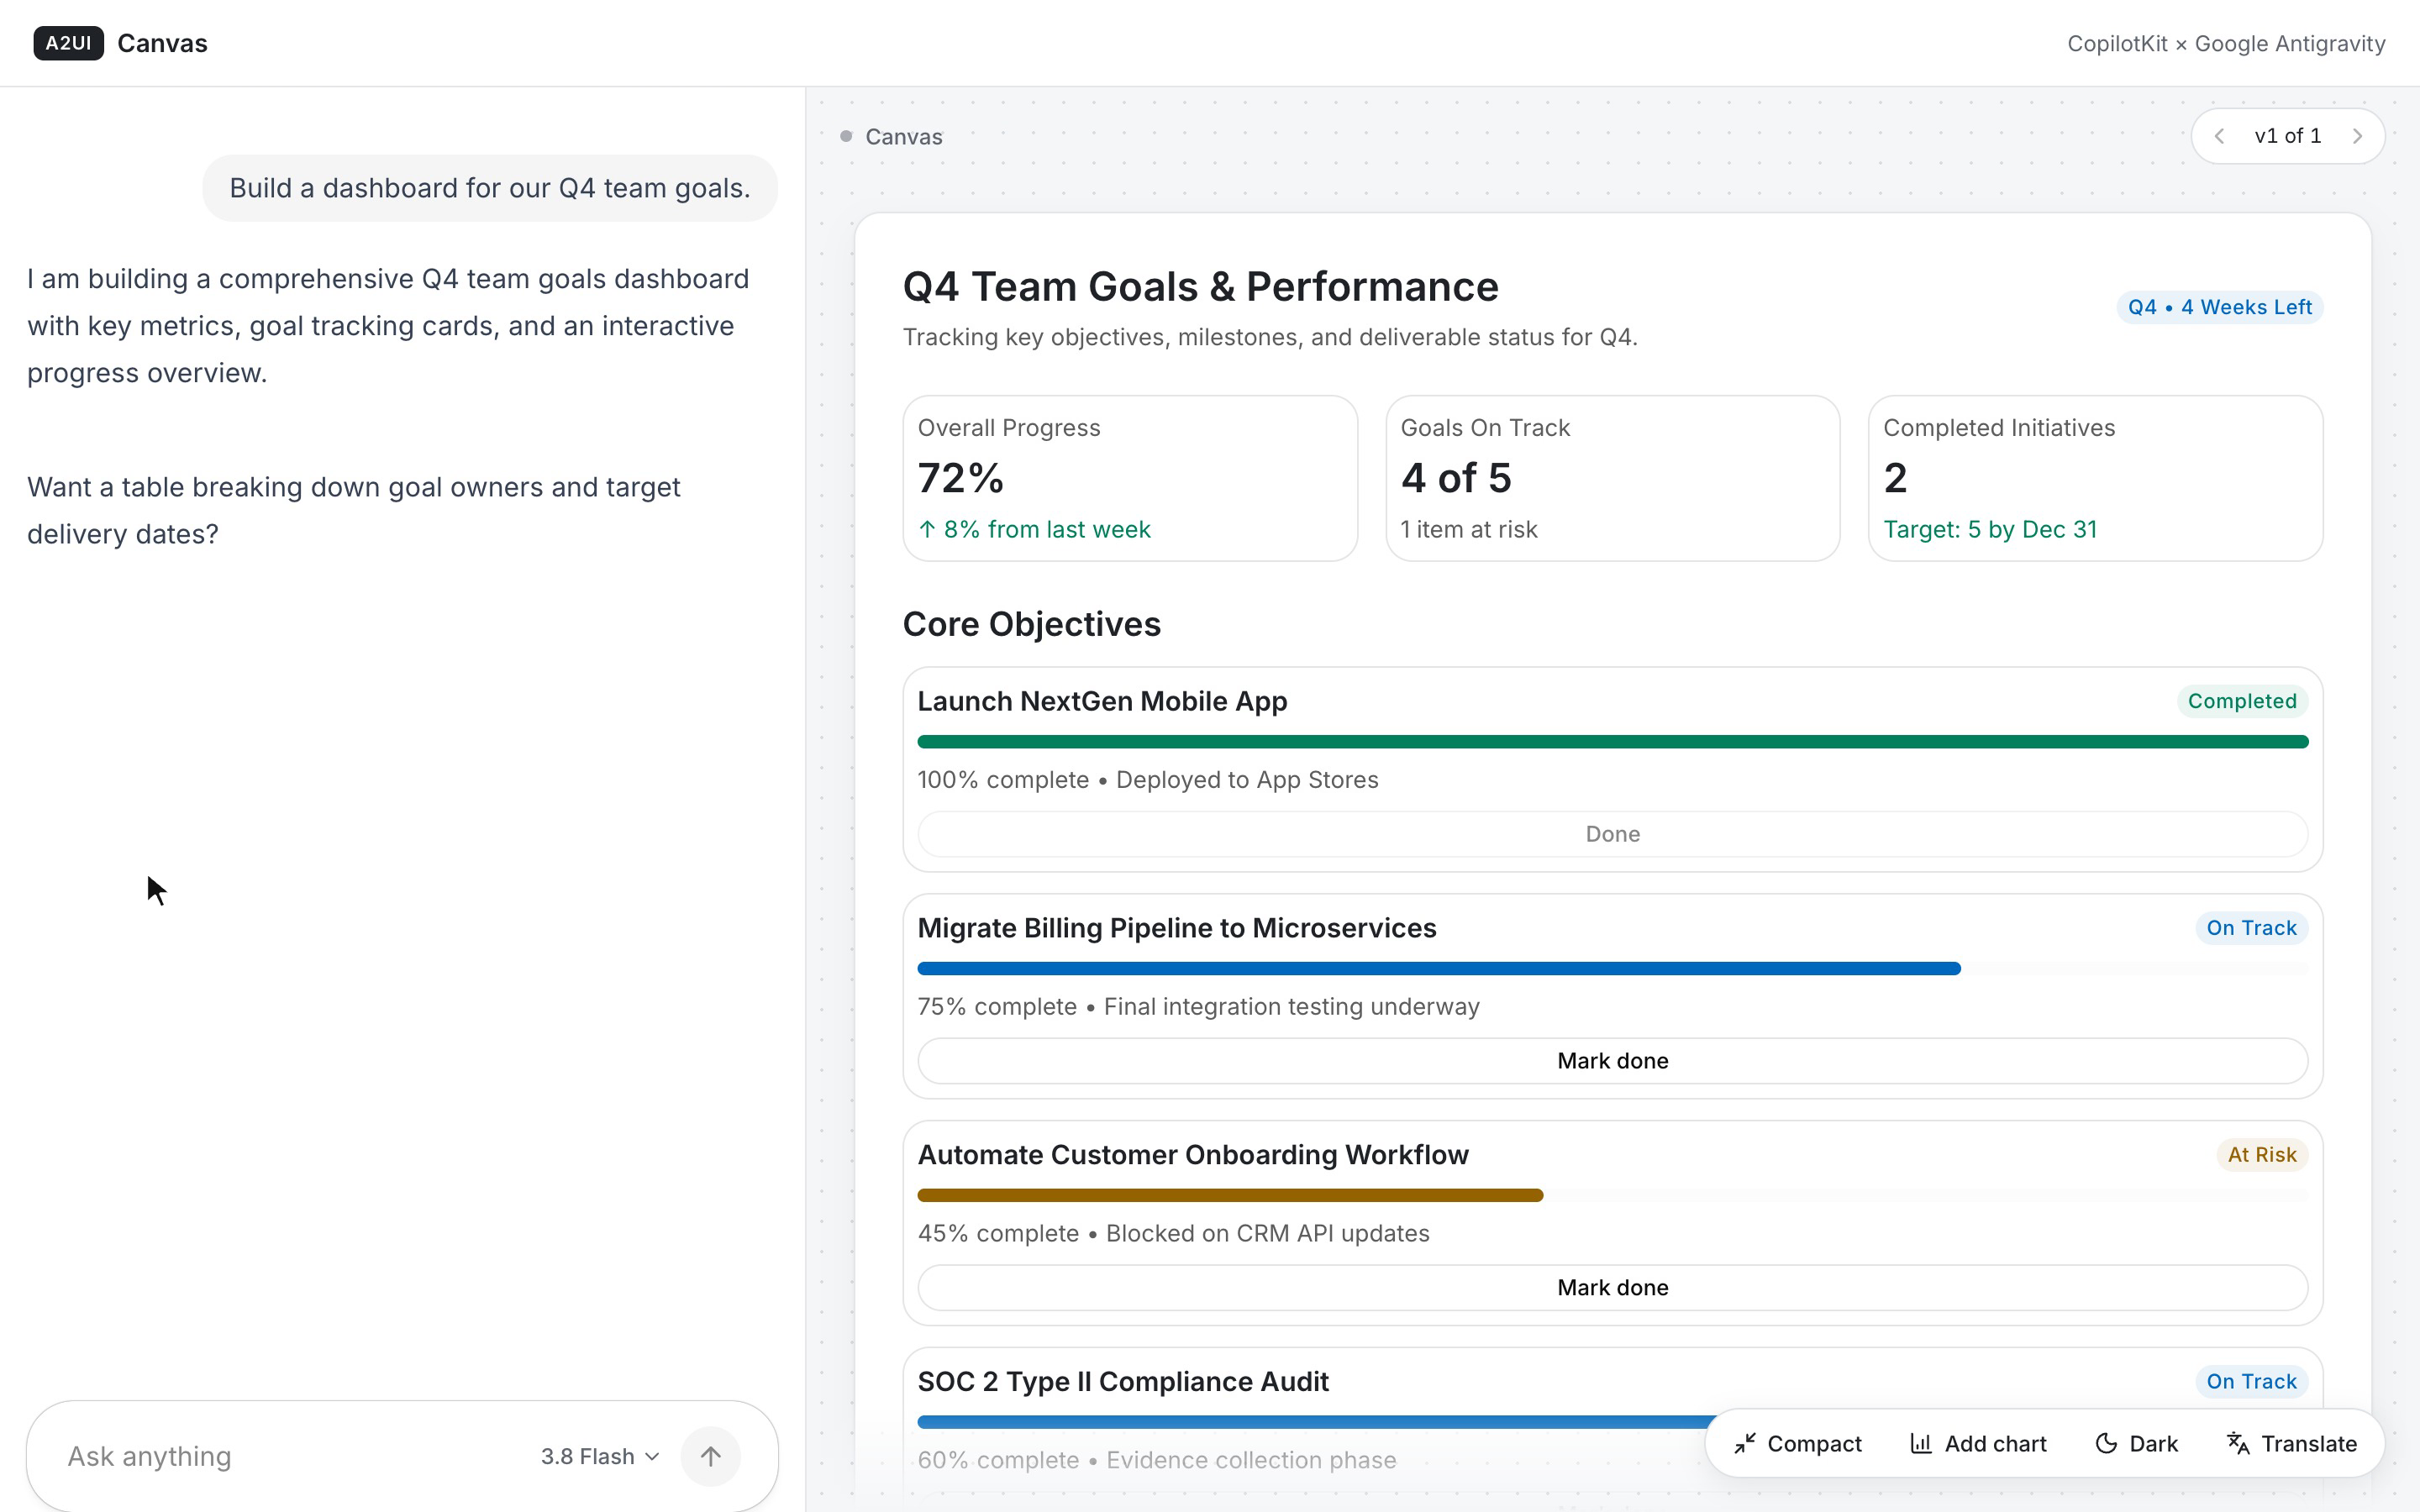 A2UI Canvas
CopilotKit × Google Antigravity
Build a dashboard for our Q4 team goals.
I am building a comprehensive Q4 team goals dashboard
with key metrics, goal tracking cards, and an interactive
progress overview.
Want a table breaking down goal owners and target
delivery dates?
Ask anything
3.8 Flash
Canvas
v1 of 1
Q4 Team Goals & Performance
Tracking key objectives, milestones, and deliverable status for Q4.
Q4 • 4 Weeks Left
Overall Progress
72%
↑ 8% from last week
Goals On Track
4 of 5
1 item at risk
Completed Initiatives
2
Target: 5 by Dec 31
Core Objectives
Launch NextGen Mobile App
Completed
100% complete • Deployed to App Stores
Done
Migrate Billing Pipeline to Microservices
On Track
75% complete • Final integration testing underway
Mark done
Automate Customer Onboarding Workflow
At Risk
45% complete • Blocked on CRM API updates
Mark done
SOC 2 Type II Compliance Audit
On Track
60% complete • Evidence collection phase
Compact
Add chart
Dark
Translate